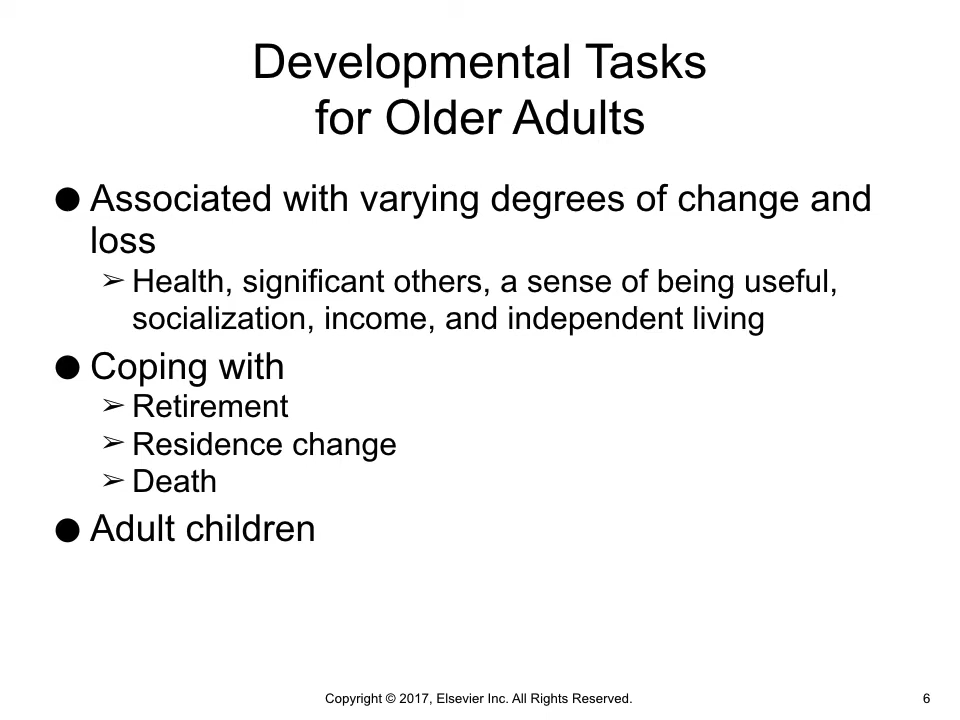 Developmental Tasks
for Older Adults
● Associated with varying degrees of change and
loss
➢ Health, significant others, a sense of being useful,
socialization, income, and independent living
● Coping with
➢ Retirement
➢ Residence change
➢ Death
● Adult children
Copyright © 2017, Elsevier Inc. All Rights Reserved.
6